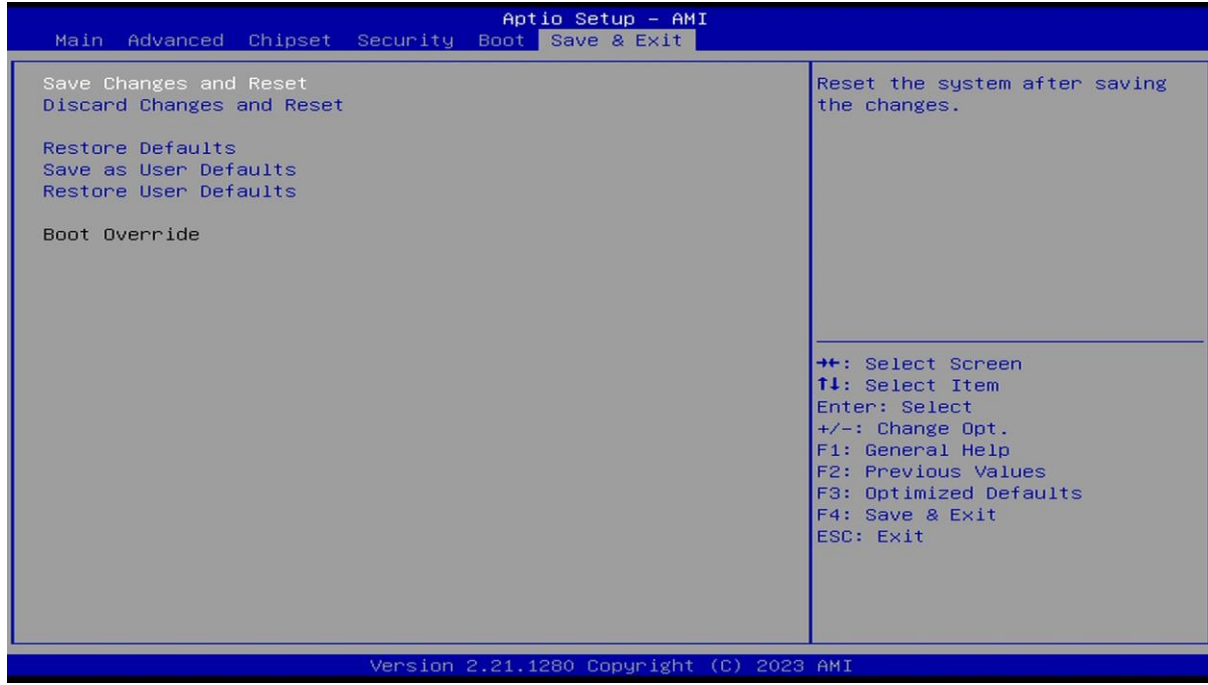 Aptio Setup – AMI
Main Advanced Chipset Security Boot Save & Exit
Save Changes and Reset
Discard Changes and Reset
Restore Defaults
Save as User Defaults
Restore User Defaults
Boot Override
Reset the system after saving
the changes.
→←: Select Screen
↑↓: Select Item
Enter: Select
+/-: Change Opt.
F1: General Help
F2: Previous Values
F3: Optimized Defaults
F4: Save & Exit
ESC: Exit
Version 2.21.1280 Copyright (C) 2023 AMI